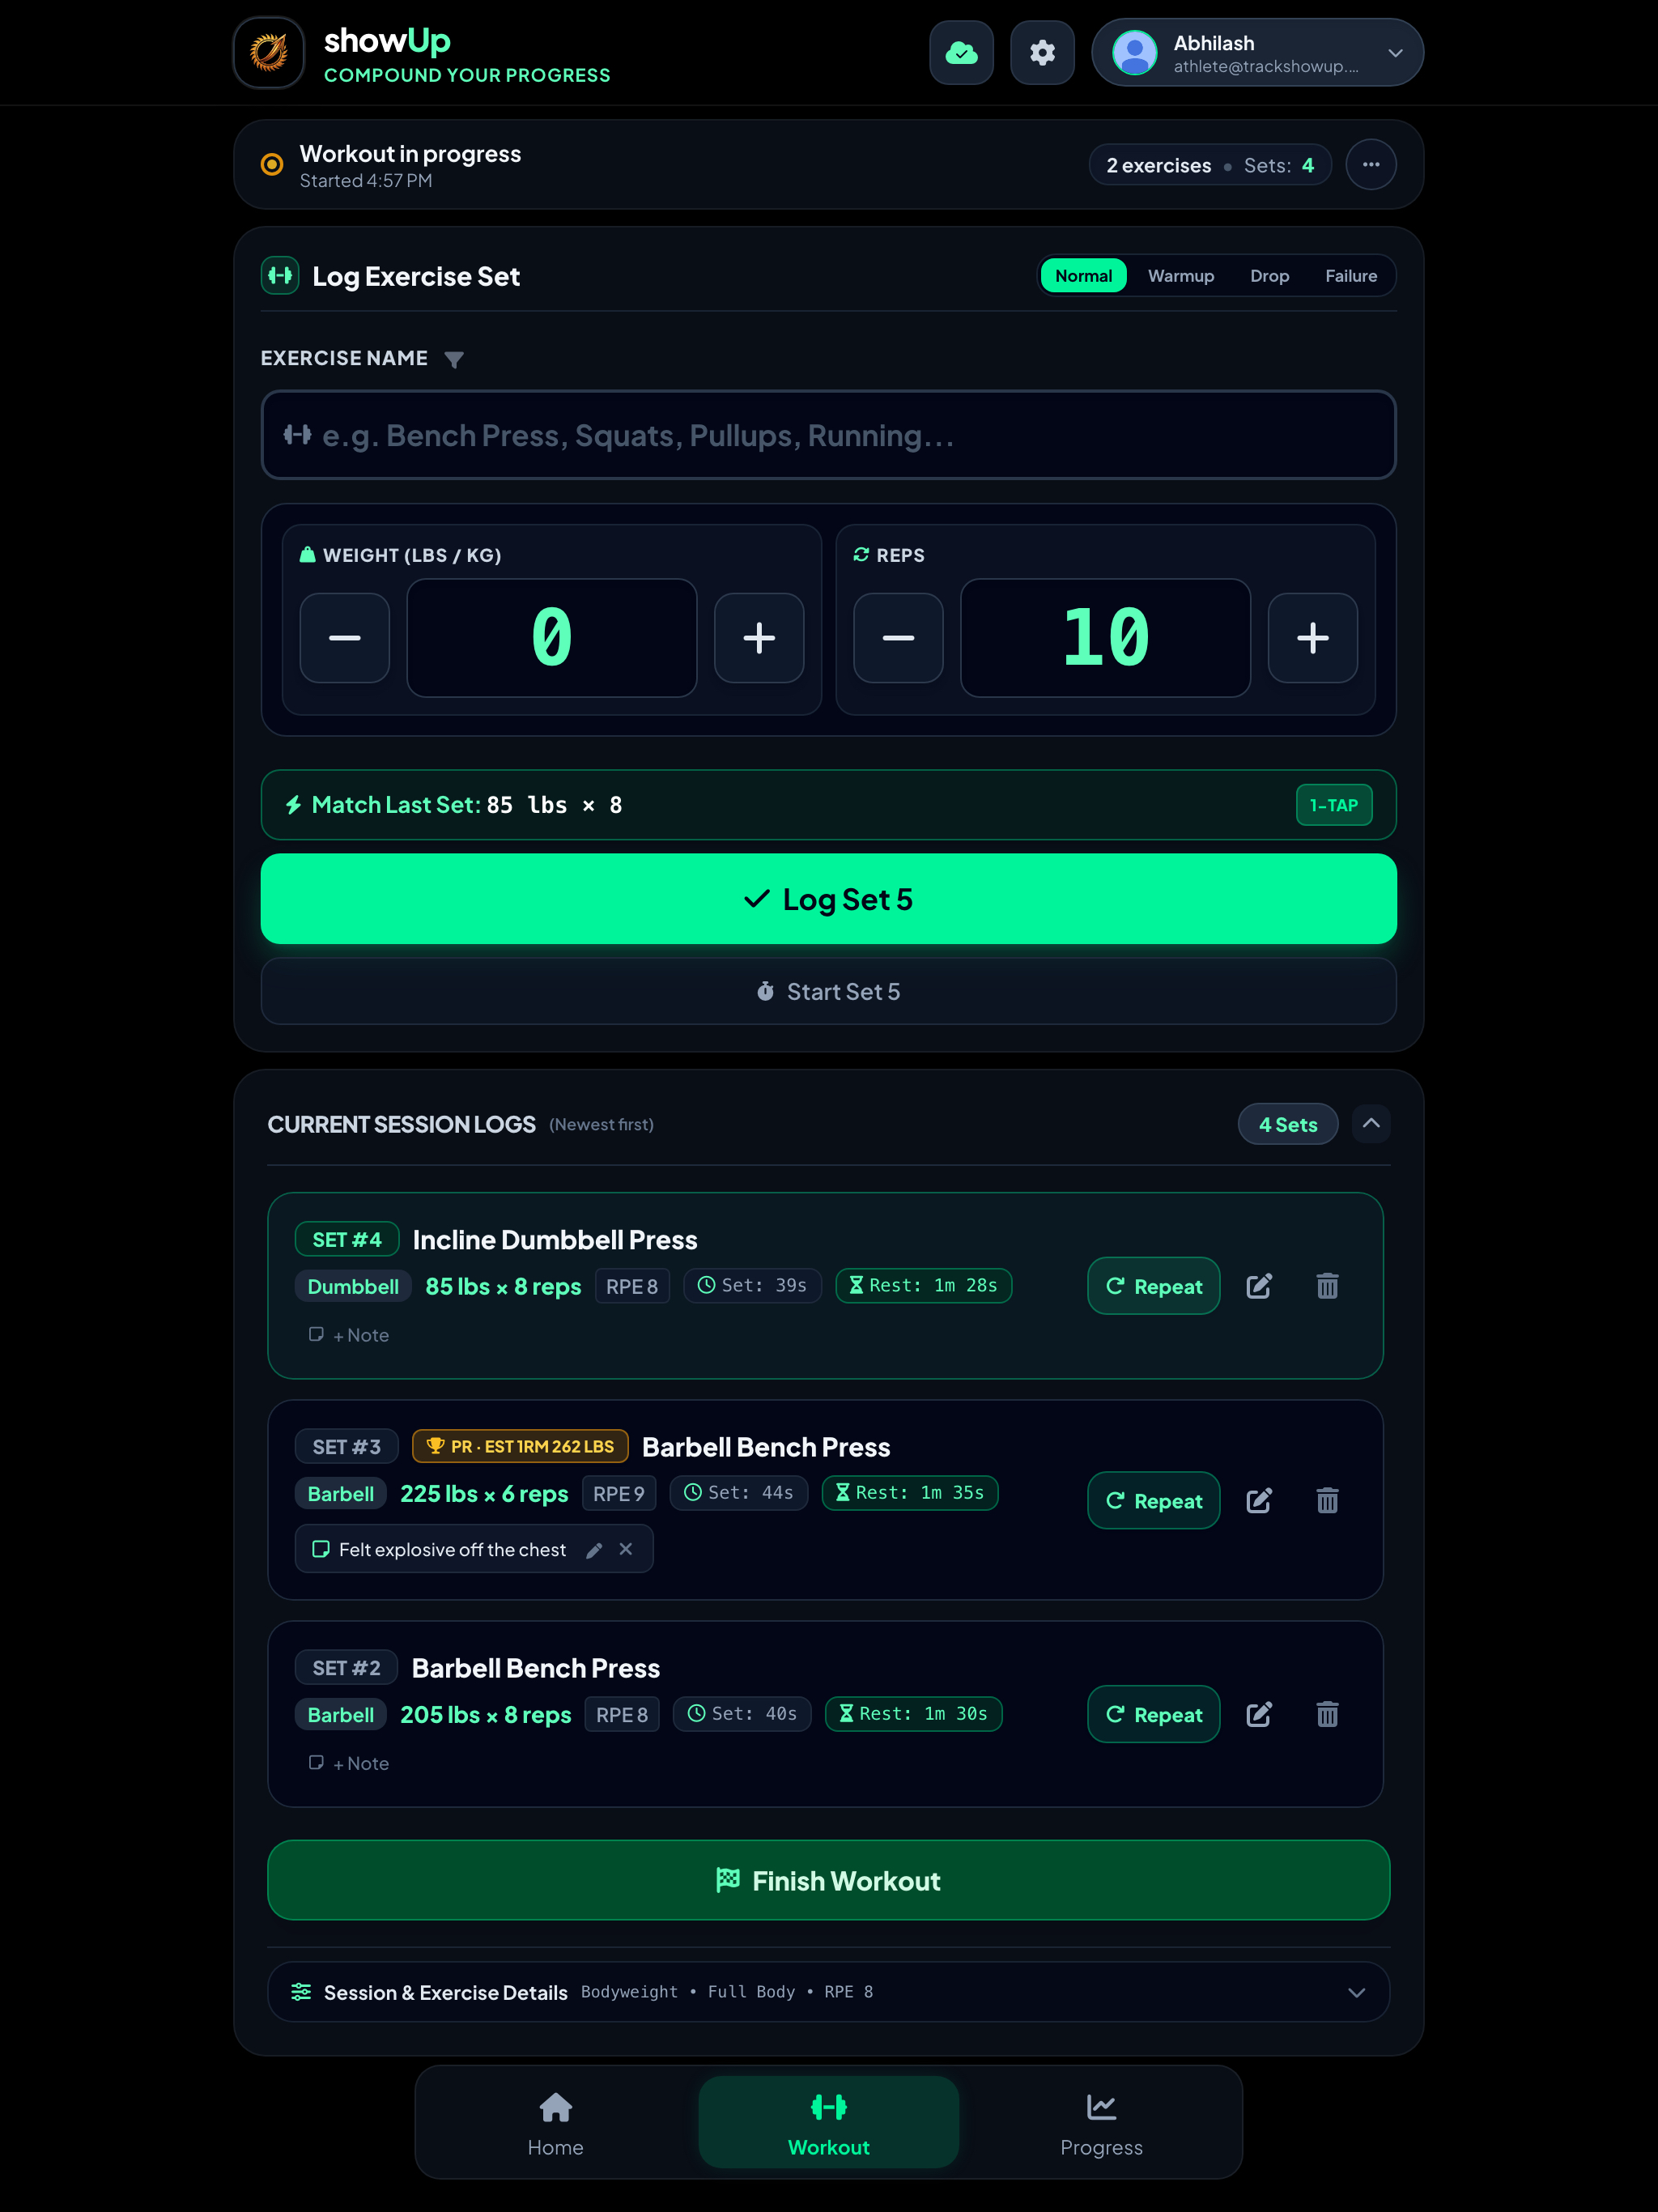 showUp
COMPOUND YOUR PROGRESS
Abhilash
athlete@trackshowup....
Workout in progress
Started 4:57 PM
2 exercises • Sets: 4
Log Exercise Set
Normal Warmup Drop Failure
EXERCISE NAME
e.g. Bench Press, Squats, Pullups, Running...
WEIGHT (LBS / KG)
− 0 +
REPS
− 10 +
Match Last Set: 85 lbs × 8
1-TAP
Log Set 5
Start Set 5
CURRENT SESSION LOGS (Newest first)
4 Sets
SET #4 Incline Dumbbell Press
Dumbbell 85 lbs × 8 reps RPE 8 Set: 39s Rest: 1m 28s
Repeat
+ Note
SET #3 PR · EST 1RM 262 LBS Barbell Bench Press
Barbell 225 lbs × 6 reps RPE 9 Set: 44s Rest: 1m 35s
Repeat
Felt explosive off the chest
SET #2 Barbell Bench Press
Barbell 205 lbs × 8 reps RPE 8 Set: 40s Rest: 1m 30s
Repeat
+ Note
Finish Workout
Session & Exercise Details Bodyweight • Full Body • RPE 8
Home Workout Progress